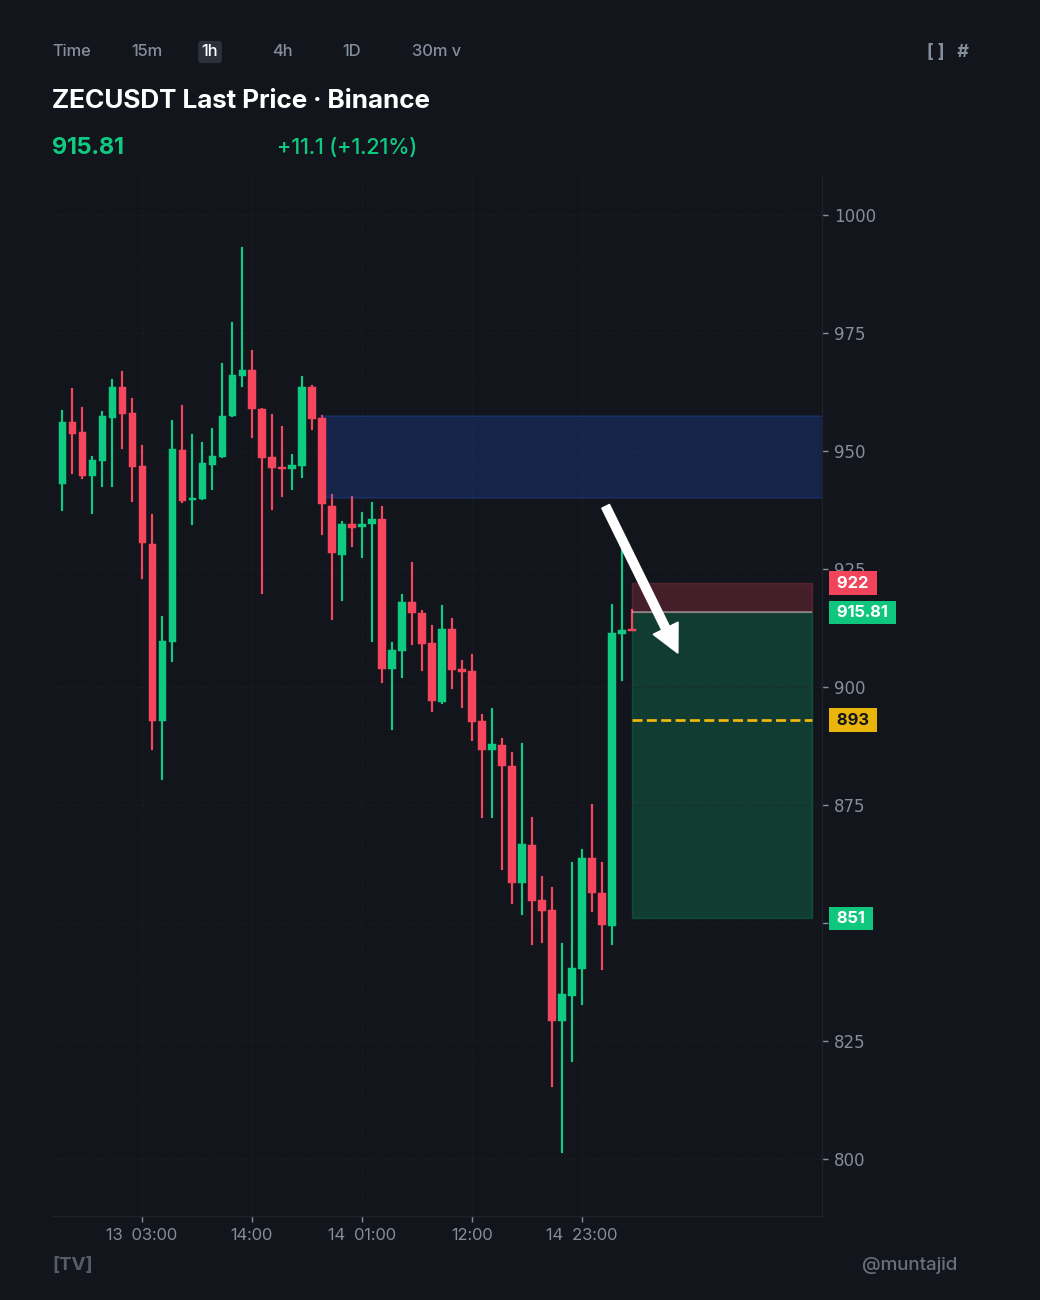 Time 15m 1h 4h 1D 30m v [ ] #
ZECUSDT Last Price · Binance
915.81 +11.1 (+1.21%)
1000
975
950
925
922
915.81
900
893
875
851
825
800
13 03:00 14:00 14 01:00 12:00 14 23:00
[TV] @muntajid